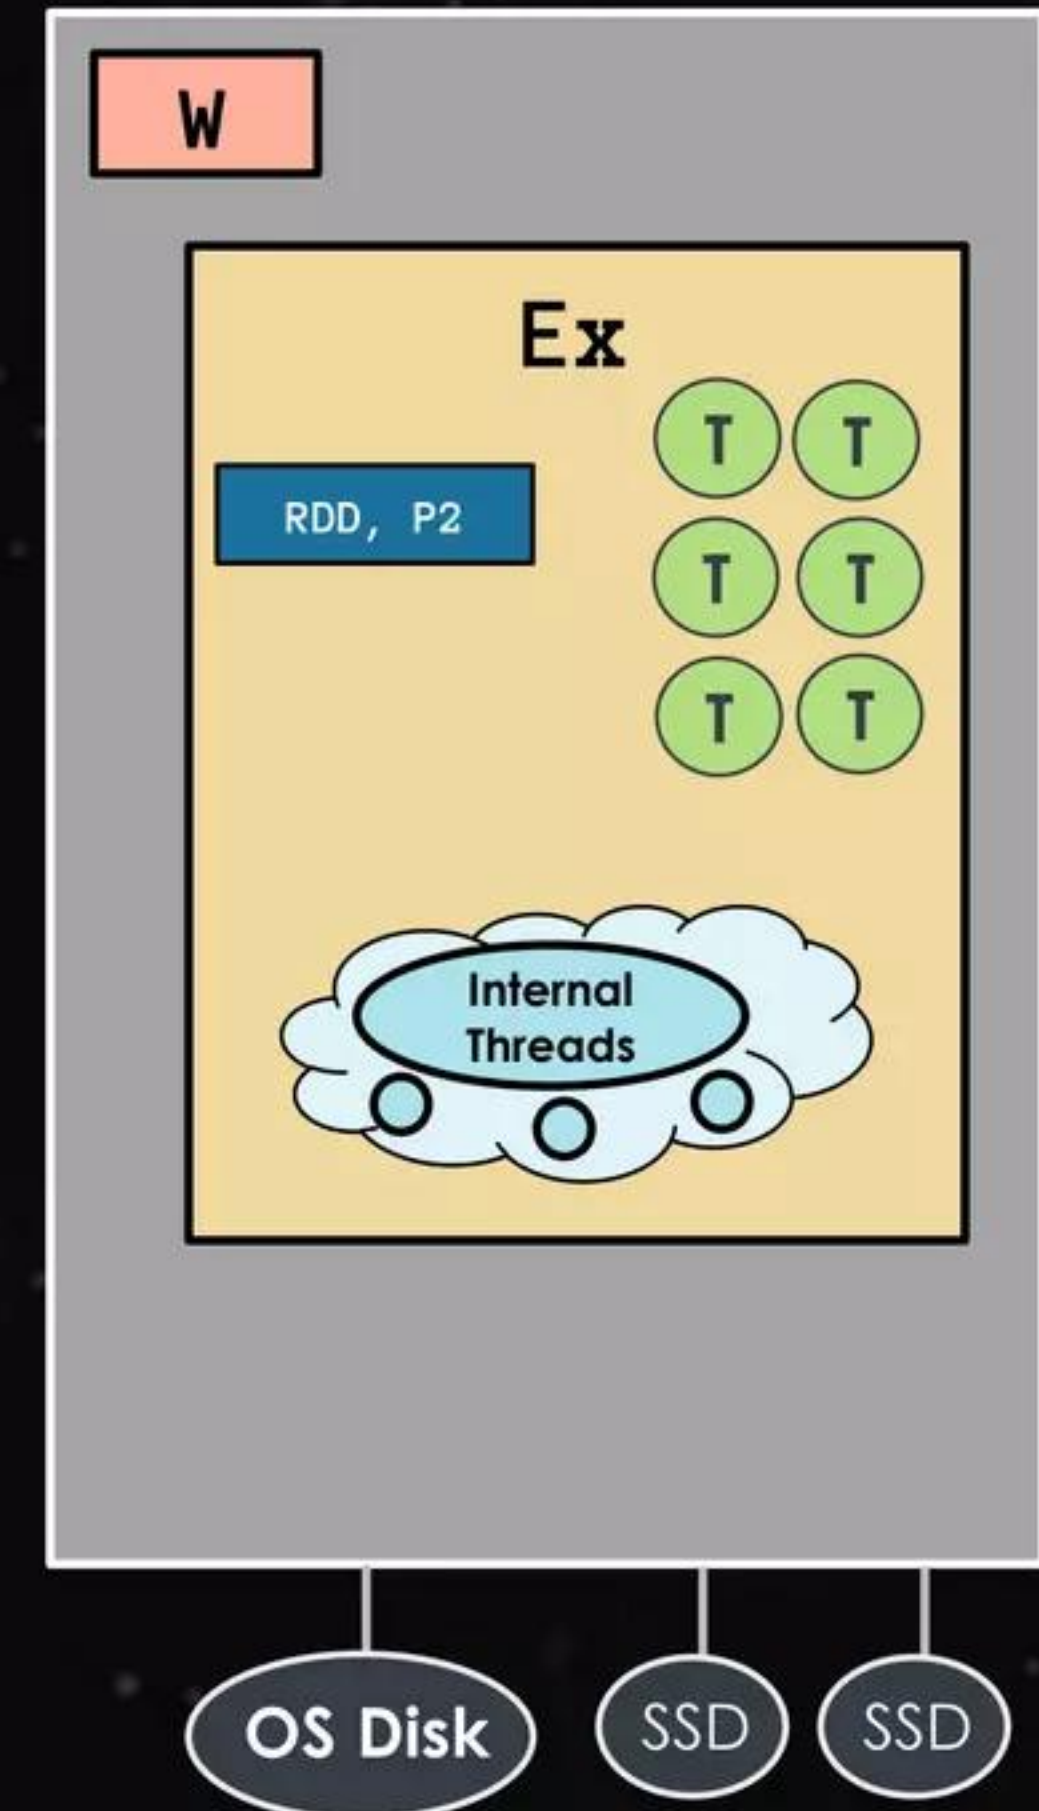 W
Ex
T T
RDD, P2
T T
T T
Internal
Threads
OS Disk SSD SSD